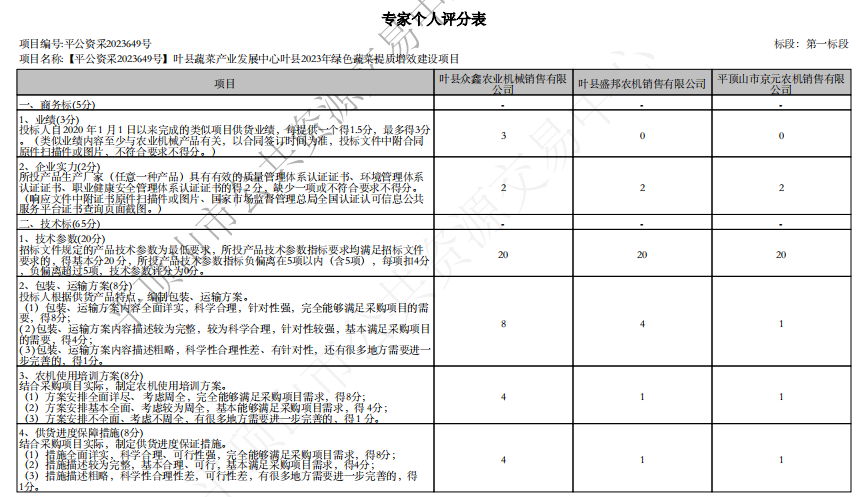 专家个人评分表
项目编号:平公资采2023649号
标段：第一标段
项目名称:【平公资采2023649号】叶县蔬菜产业发展中心叶县2023年绿色蔬菜提质增效建设项目
项目
叶县众鑫农业机械销售有限公司
叶县盛邦农机销售有限公司
平顶山市京元农机销售有限公司
一、商务标(5分)
-
-
-
1、业绩(3分)
投标人自 2020 年 1 月 1 日以来完成的类似项目供货业绩，每提供一个得1.5分，最多得3分
。（类似业绩内容至少与农业机械产品有关，以合同签订时间为准，投标文件中附合同
原件扫描件或图片，不符合要求不得分。）
3
0
0
2、企业实力(2分)
所投产品生产厂家（任意一种产品）具有有效的质量管理体系认证证书、环境管理体系
认证证书、职业健康安全管理体系认证证书的得 2 分。缺少一项或不符合要求不得分。
（响应文件中附证书原件扫描件或图片、国家市场监督管理总局全国认证认可信息公共
服务平台证书查询页面截图。）
2
2
2
二、技术标(65分)
-
-
-
1、技术参数(20分)
招标文件规定的产品技术参数为最低要求，所投产品技术参数指标要求均满足招标文件
要求的，得基本分20 分，所投产品技术参数指标负偏离在5项以内（含5项），每项扣4分
，负偏离超过5项，技术参数评分为0分。
20
20
20
2、包装、运输方案(8分)
投标人根据供货产品特点，编制包装、运输方案。
（1）包装、运输方案内容全面详实，科学合理，针对性强，完全能够满足采购项目的需
要，得8分；
(2)包装、运输方案内容描述较为完整，较为科学合理，针对性较强，基本满足采购项目
的需要，得4分；
(3)包装、运输方案内容描述粗略，科学性合理性差、有针对性，还有很多地方需要进一
步完善的，得1分。
8
4
1
3、农机使用培训方案(8分)
结合采购项目实际，制定农机使用培训方案。
（1）方案安排全面详尽、 考虑周全，完全能够满足采购项目需求，得8分；
（2）方案安排基本全面、考虑较为周全，基本能够满足采购项目需求，得 4分；
（3）方案安排不全面、考虑不周全，有很多地方需要进一步完善的，得1 分。
4
1
1
4、供货进度保障措施(8分)
结合采购项目实际，制定供货进度保证措施。
（1）措施全面详实，科学合理、可行性强，完全能够满足采购项目需求，得8分；
（2）措施描述较为完整，基本合理、可行，基本满足采购项目需求，得4分；
（3）措施描述粗略，科学性合理性差，可行性差，有很多地方需要进一步完善的，得
1分。
4
1
1
平顶山市公共资源交易中心